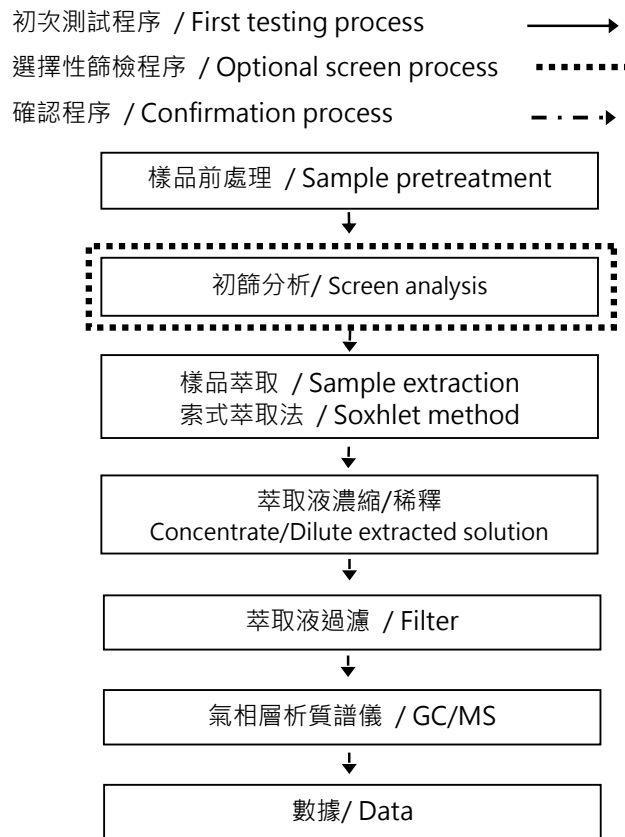 初次測試程序 / First testing process
選擇性篩檢程序 / Optional screen process
確認程序 / Confirmation process
樣品前處理 / Sample pretreatment
初篩分析/ Screen analysis
樣品萃取 / Sample extraction
索式萃取法 / Soxhlet method
萃取液濃縮/稀釋
Concentrate/Dilute extracted solution
萃取液過濾 / Filter
氣相層析質譜儀 / GC/MS
數據/ Data